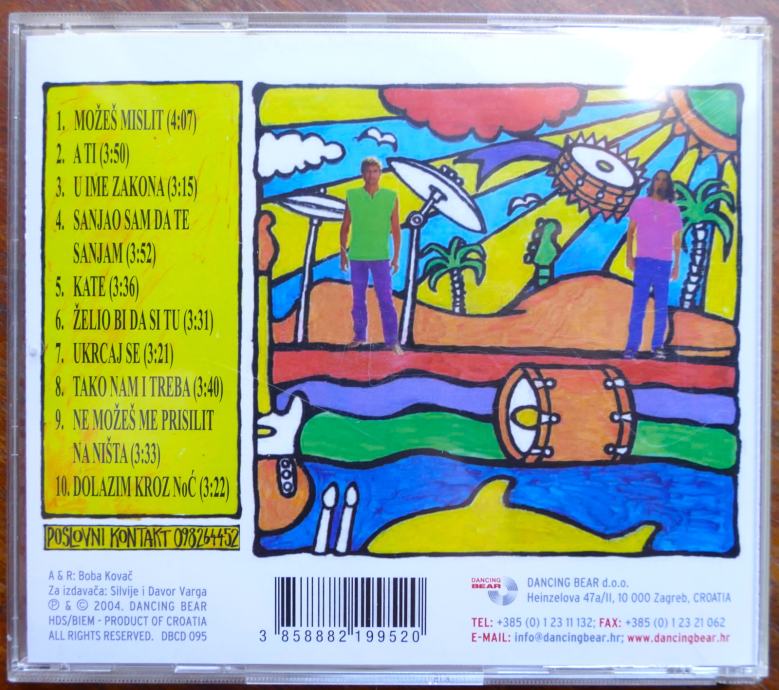 1. MOŽEŠ MISLIT (4:07)
2. A TI (3:50)
3. U IME ZAKONA (3:15)
4. SANJAO SAM DA TE
SANJAM (3:52)
5. KATE (3:36)
6. ŽELIO BI DA SI TU (3:31)
7. UKRCAJ SE (3:21)
8. TAKO NAM I TREBA (3:40)
9. NE MOŽEŠ ME PRISILIT
NA NIŠTA (3:33)
10. DOLAZIM KROZ NoĆ (3:22)
POSLOVNI KONTAKT 098264452
A & R: Boba Kovač
Za izdavača: Silvije i Davor Varga
℗ & © 2004. DANCING BEAR
HDS/BIEM - PRODUCT OF CROATIA
ALL RIGHTS RESERVED. DBCD 095
3 858882 199520
DANCING
BEAR
DANCING BEAR d.o.o.
Heinzelova 47a/II, 10 000 Zagreb, CROATIA
TEL: +385 (0) 1 23 11 132; FAX: +385 (0) 1 23 21 062
E-MAIL: info@dancingbear.hr; www.dancingbear.hr